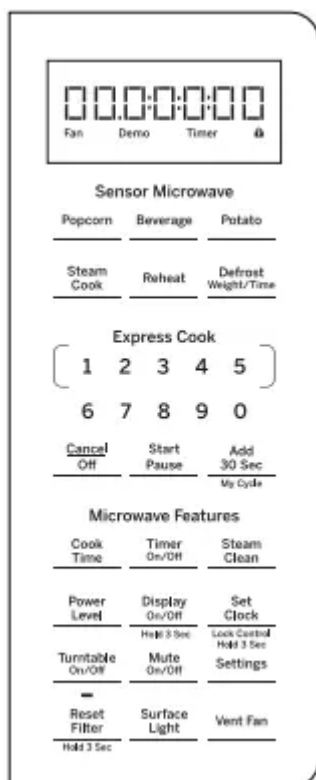 00.0:0:0:00
Fan Demo Timer
Sensor Microwave
Popcorn Beverage Potato
Steam Cook Reheat Defrost Weight/Time
Express Cook
1 2 3 4 5
6 7 8 9 0
Cancel Off Start Pause Add 30 Sec
My Cycle
Microwave Features
Cook Time Timer On/Off Steam Clean
Power Level Display On/Off Set Clock
Hold 3 Sec Lock Control Hold 3 Sec
Turntable On/Off Mute On/Off Settings
Reset Filter Surface Light Vent Fan
Hold 3 Sec